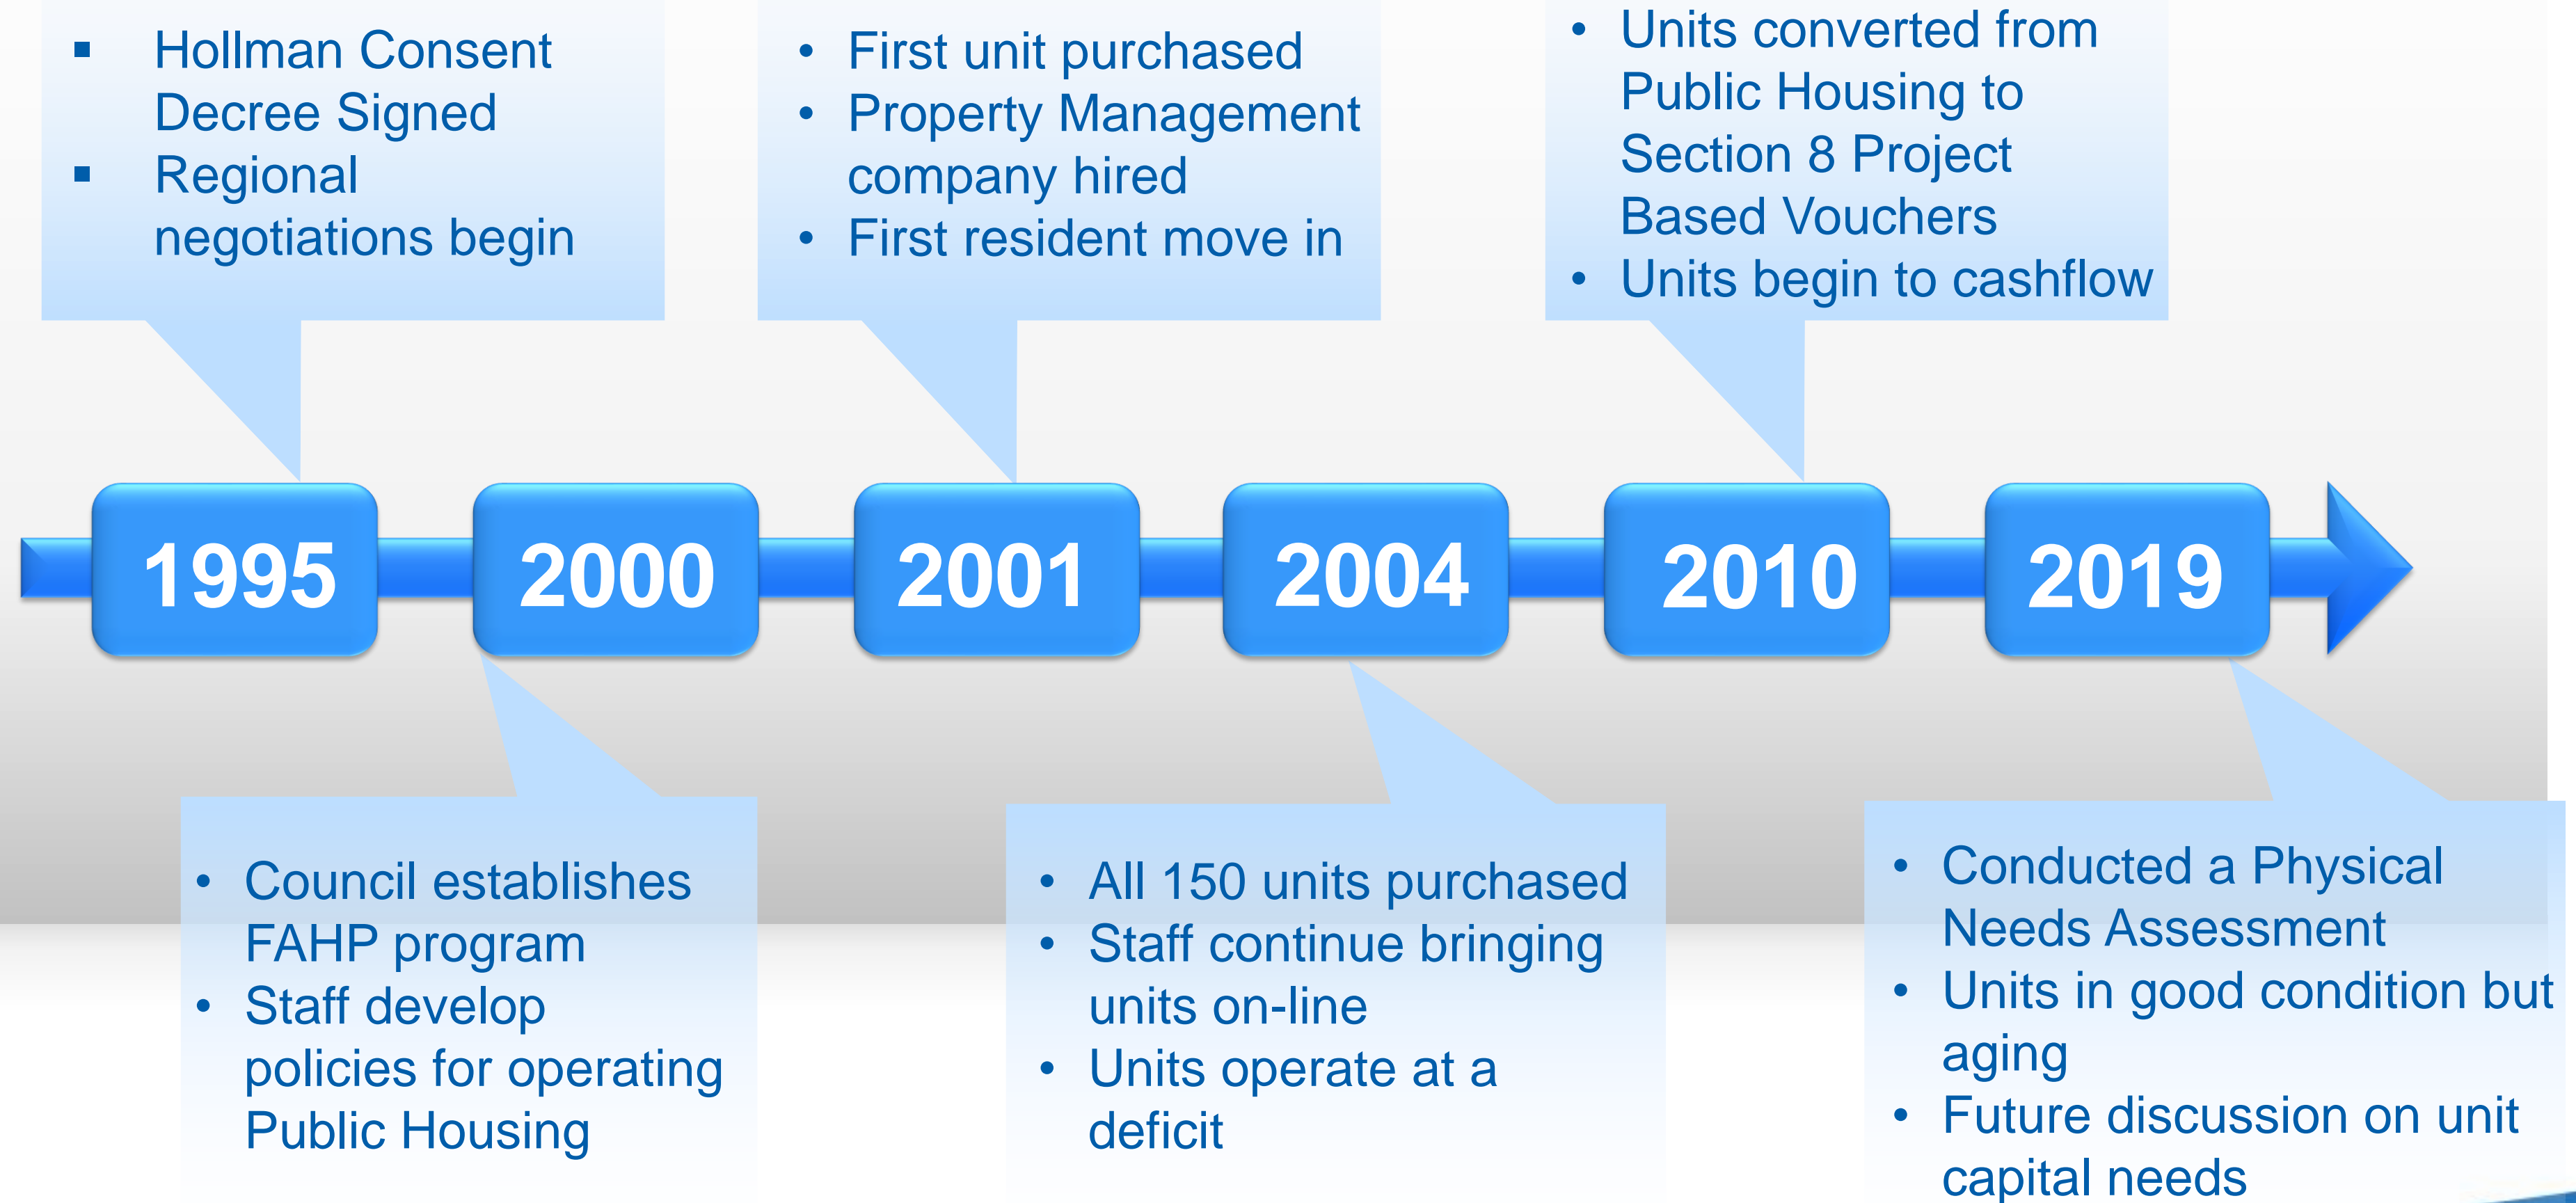 ▪ Hollman Consent
Decree Signed
▪ Regional
negotiations begin
• First unit purchased
• Property Management
company hired
• First resident move in
• Units converted from
Public Housing to
Section 8 Project
Based Vouchers
• Units begin to cashflow
1995
2000
2001
2004
2010
2019
• Council establishes
FAHP program
• Staff develop
policies for operating
Public Housing
• All 150 units purchased
• Staff continue bringing
units on-line
• Units operate at a
deficit
• Conducted a Physical
Needs Assessment
• Units in good condition but
aging
• Future discussion on unit
capital needs